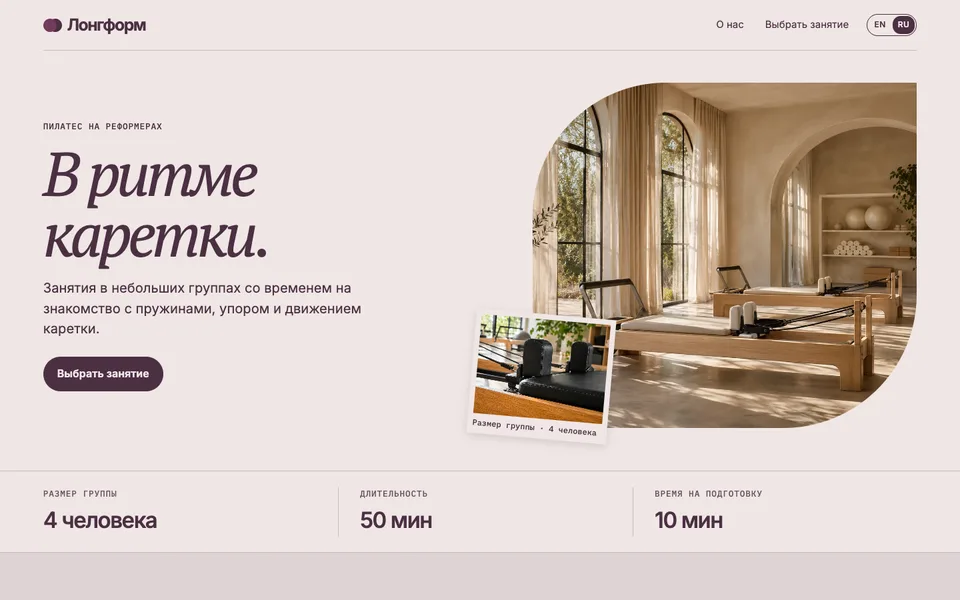 Лонгформ
О нас
Выбрать занятие
EN
RU
ПИЛАТЕС НА РЕФОРМЕРАХ
В ритме
каретки.
Занятия в небольших группах со временем на
знакомство с пружинами, упором и движением
каретки.
Выбрать занятие
Размер группы · 4 человека
РАЗМЕР ГРУППЫ
4 человека
ДЛИТЕЛЬНОСТЬ
50 мин
ВРЕМЯ НА ПОДГОТОВКУ
10 мин